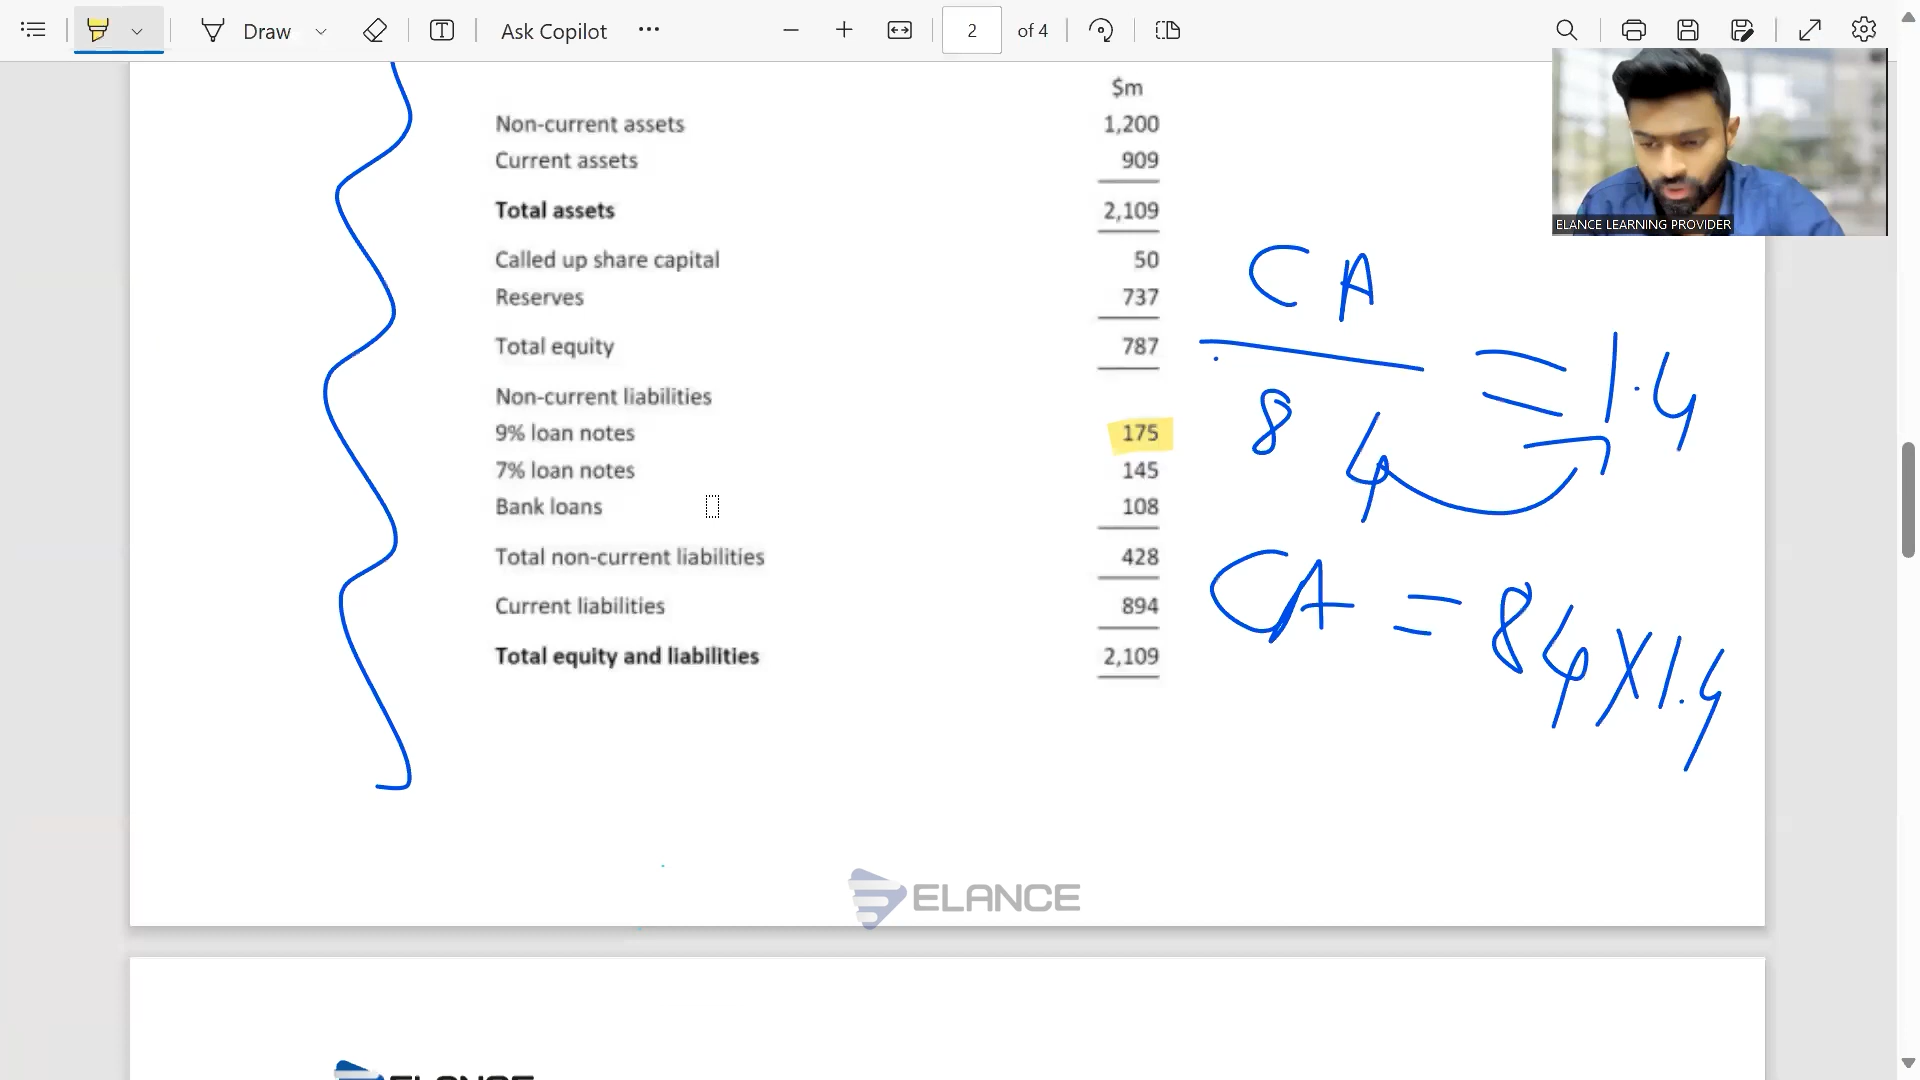 Draw
Ask Copilot
2 of 4
ELANCE LEARNING PROVIDER
$m
Non-current assets 1,200
Current assets 909
Total assets 2,109
Called up share capital 50
Reserves 737
Total equity 787
Non-current liabilities
9% loan notes 175
7% loan notes 145
Bank loans 108
Total non-current liabilities 428
Current liabilities 894
Total equity and liabilities 2,109
CA
84 = 1.4
CA = 84 X 1.4
ELANCE
ELANCE